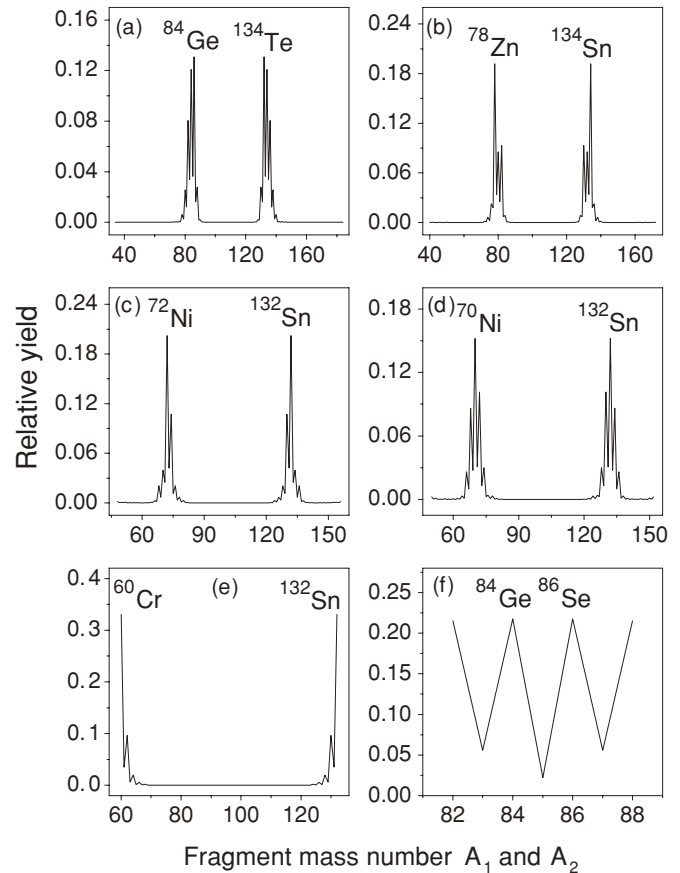 (a) ⁸⁴Ge ¹³⁴Te
0.16
0.12
0.08
0.04
0.00
40 80 120 160
(b) ⁷⁸Zn ¹³⁴Sn
0.24
0.18
0.12
0.06
0.00
40 80 120 160
(c) ⁷²Ni ¹³²Sn
0.24
0.18
0.12
0.06
0.00
60 90 120 150
(d) ⁷⁰Ni ¹³²Sn
0.18
0.12
0.06
0.00
60 90 120 150
⁶⁰Cr (e) ¹³²Sn
0.4
0.3
0.2
0.1
0.0
60 80 100 120
(f) ⁸⁴Ge ⁸⁶Se
0.25
0.20
0.15
0.10
0.05
0.00
82 84 86 88
Relative yield
Fragment mass number A₁ and A₂